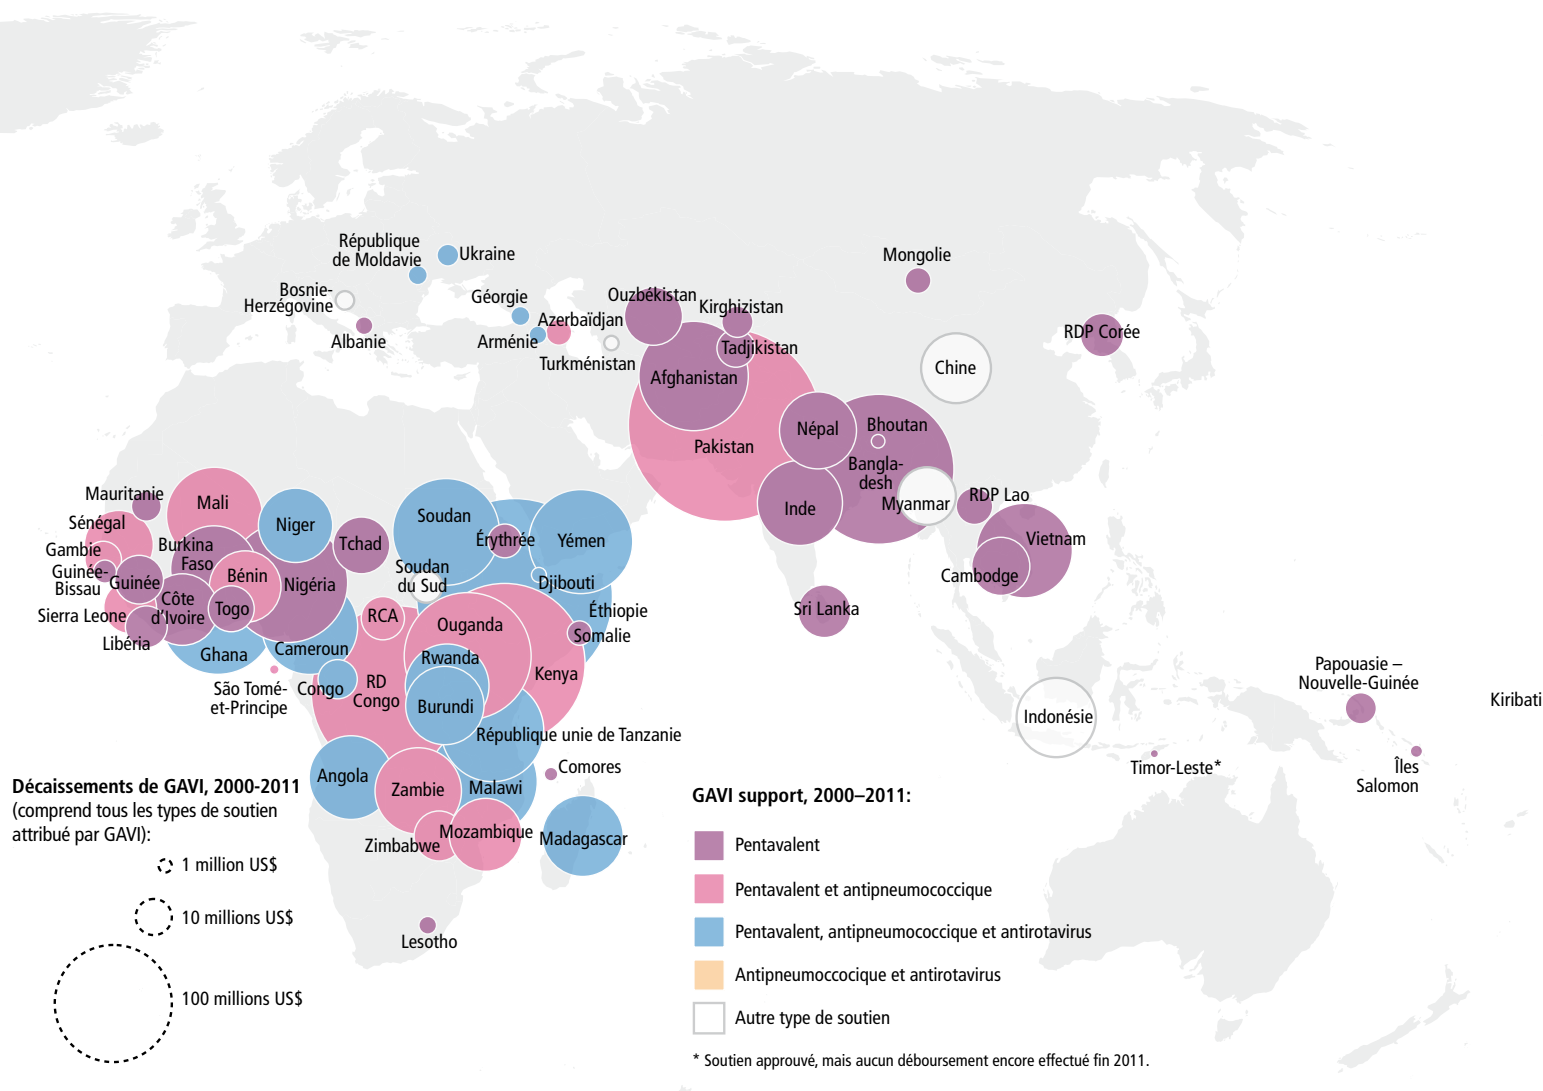 République
de Moldavie
Ukraine
Mongolie
Bosnie-
Herzégovine
Géorgie
Ouzbékistan
Kirghizistan
Azerbaïdjan
RDP Corée
Albanie
Arménie
Tadjikistan
Turkménistan
Chine
Afghanistan
Népal
Bhoutan
Pakistan
Bangla-
desh
Mauritanie
Mali
RDP Lao
Myanmar
Inde
Sénégal
Niger
Soudan
Gambie
Burkina
Faso
Tchad
Érythrée
Yémen
Vietnam
Guinée-
Bissau
Guinée
Bénin
Nigéria
Soudan
du Sud
Djibouti
Cambodge
Côte
d'Ivoire
Togo
Sierra Leone
RCA
Éthiopie
Sri Lanka
Ouganda
Somalie
Libéria
Ghana
Cameroun
Rwanda
Kenya
Papouasie –
Nouvelle-Guinée
São Tomé-
et-Principe
Congo
RD
Congo
Burundi
Kiribati
Indonésie
République unie de Tanzanie
Comores
Timor-Leste*
Îles
Salomon
Angola
Zambie
Malawi
Zimbabwe
Mozambique
Madagascar
Lesotho
Décaissements de GAVI, 2000-2011
(comprend tous les types de soutien
attribué par GAVI):
1 million US$
10 millions US$
100 millions US$
GAVI support, 2000–2011:
Pentavalent
Pentavalent et antipneumococcique
Pentavalent, antipneumococcique et antirotavirus
Antipneumoccocique et antirotavirus
Autre type de soutien
* Soutien approuvé, mais aucun déboursement encore effectué fin 2011.